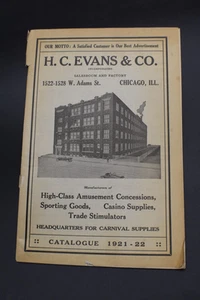 OUR MOTTO: A Satisfied Customer is Our Best Advertisement
H. C. EVANS & CO.
INCORPORATED
SALESROOM AND FACTORY
1522-1528 W. Adams St. CHICAGO, ILL.
Manufacturers of
High-Class Amusement Concessions,
Sporting Goods, Casino Supplies,
Trade Stimulators
HEADQUARTERS FOR CARNIVAL SUPPLIES
CATALOGUE 1921-22